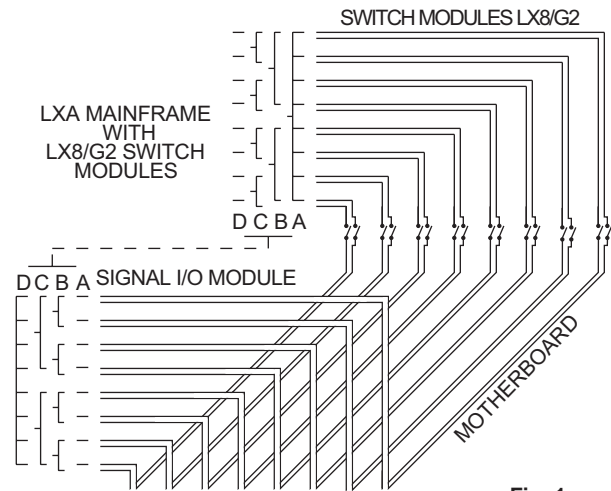 SWITCH MODULES LX8/G2
LXA MAINFRAME
WITH
LX8/G2 SWITCH
MODULES
D C B A
D C B A SIGNAL I/O MODULE
MOTHERBOARD